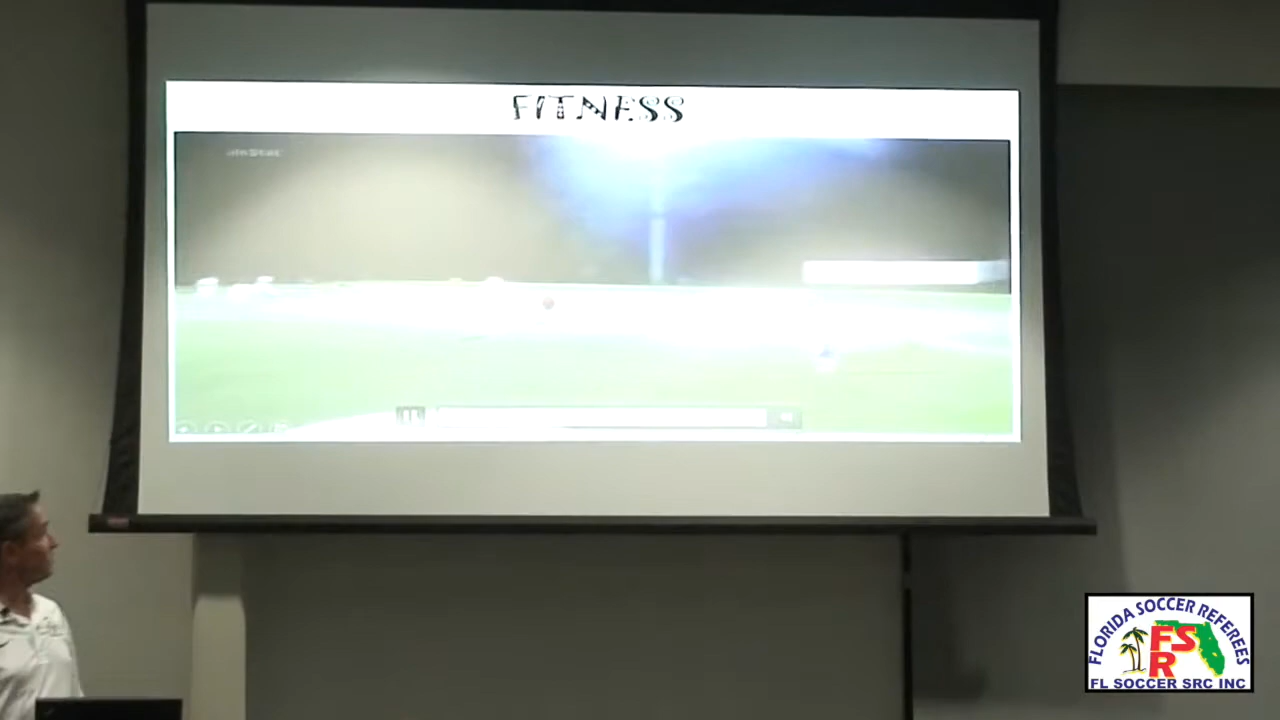 FITNESS
FLORIDA SOCCER REFEREES
FSR
FL SOCCER SRC INC